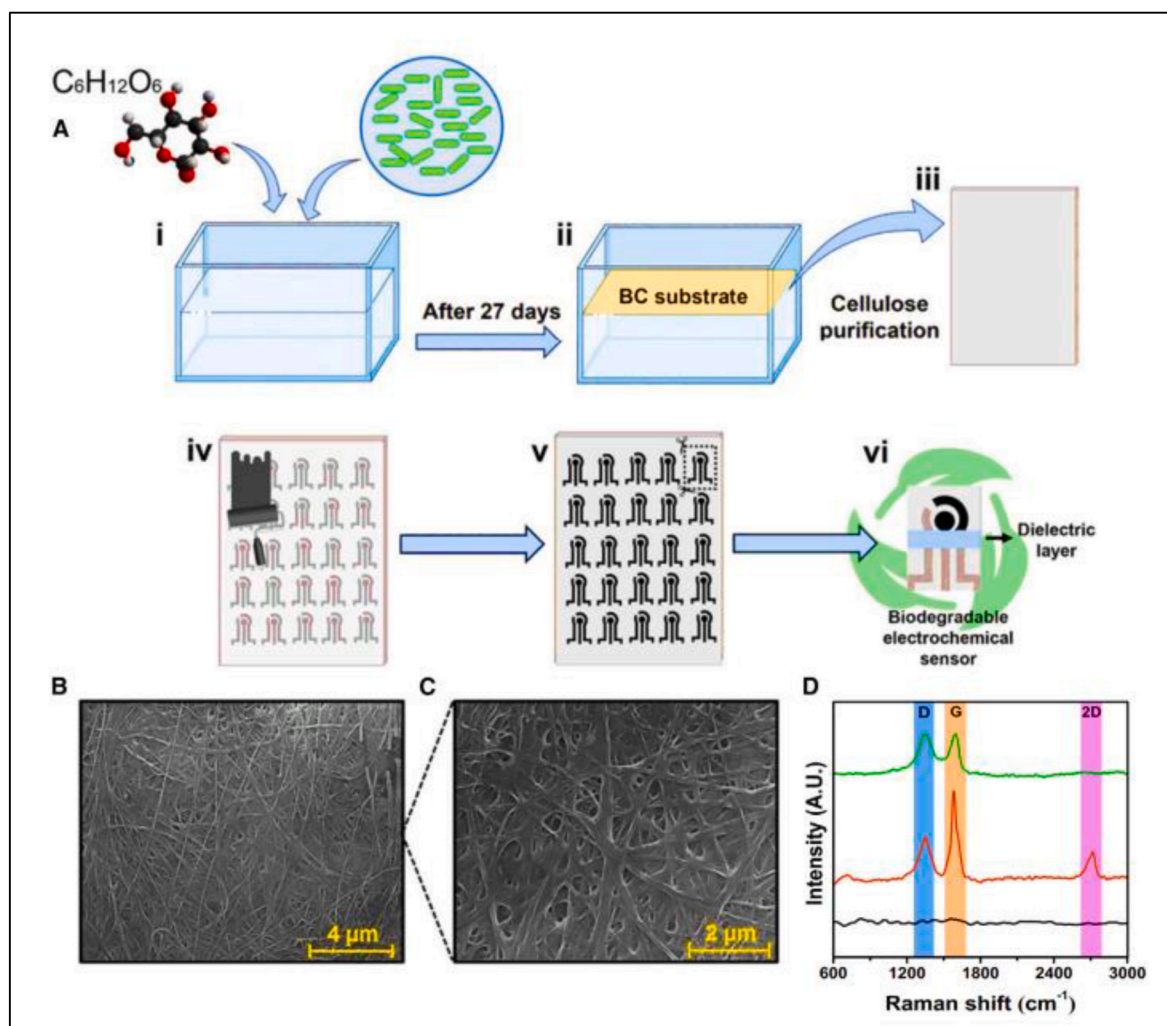 C₆H₁₂O₆
A
i
After 27 days
ii
BC substrate
iii
Cellulose
purification
iv
v
vi
Dielectric
layer
Biodegradable
electrochemical
sensor
B
4 μm
C
2 μm
D
D
G
2D
Intensity (A.U.)
600
1200
1800
2400
3000
Raman shift (cm⁻¹)